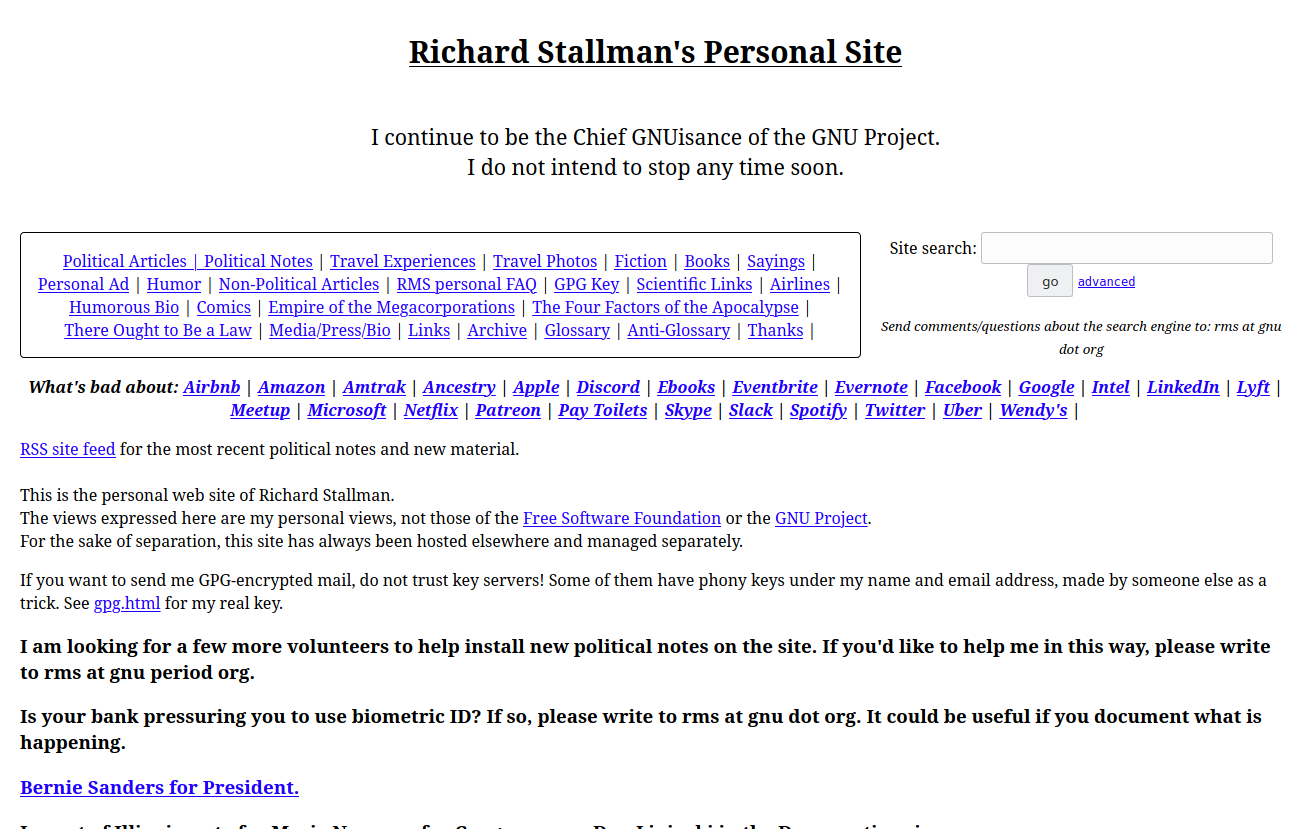 Richard Stallman's Personal Site
I continue to be the Chief GNUisance of the GNU Project.
I do not intend to stop any time soon.
Political Articles | Political Notes | Travel Experiences | Travel Photos | Fiction | Books | Sayings |
Personal Ad | Humor | Non-Political Articles | RMS personal FAQ | GPG Key | Scientific Links | Airlines |
Humorous Bio | Comics | Empire of the Megacorporations | The Four Factors of the Apocalypse |
There Ought to Be a Law | Media/Press/Bio | Links | Archive | Glossary | Anti-Glossary | Thanks |
Site search:
go advanced
Send comments/questions about the search engine to: rms at gnu
dot org
What's bad about: Airbnb | Amazon | Amtrak | Ancestry | Apple | Discord | Ebooks | Eventbrite | Evernote | Facebook | Google | Intel | LinkedIn | Lyft |
Meetup | Microsoft | Netflix | Patreon | Pay Toilets | Skype | Slack | Spotify | Twitter | Uber | Wendy's |
RSS site feed for the most recent political notes and new material.
This is the personal web site of Richard Stallman.
The views expressed here are my personal views, not those of the Free Software Foundation or the GNU Project.
For the sake of separation, this site has always been hosted elsewhere and managed separately.
If you want to send me GPG-encrypted mail, do not trust key servers! Some of them have phony keys under my name and email address, made by someone else as a
trick. See gpg.html for my real key.
I am looking for a few more volunteers to help install new political notes on the site. If you'd like to help me in this way, please write
to rms at gnu period org.
Is your bank pressuring you to use biometric ID? If so, please write to rms at gnu dot org. It could be useful if you document what is
happening.
Bernie Sanders for President.